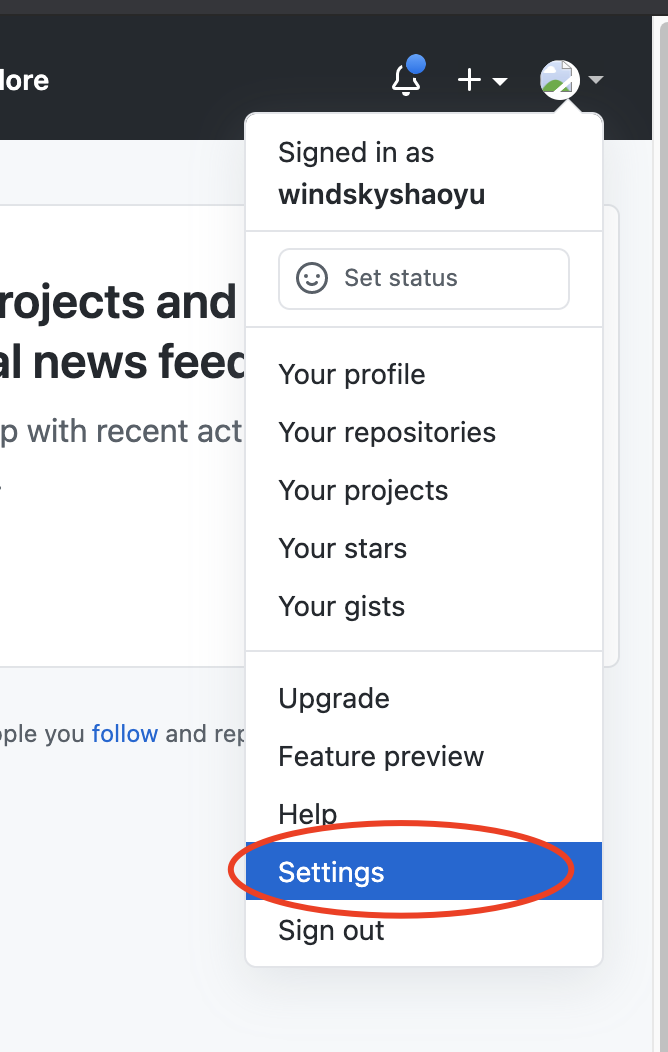 lore
Signed in as
windskyshaoyu
Set status
rojects and
al news feed
p with recent act
Your profile
Your repositories
Your projects
Your stars
Your gists
ople you follow and rep
Upgrade
Feature preview
Help
Settings
Sign out